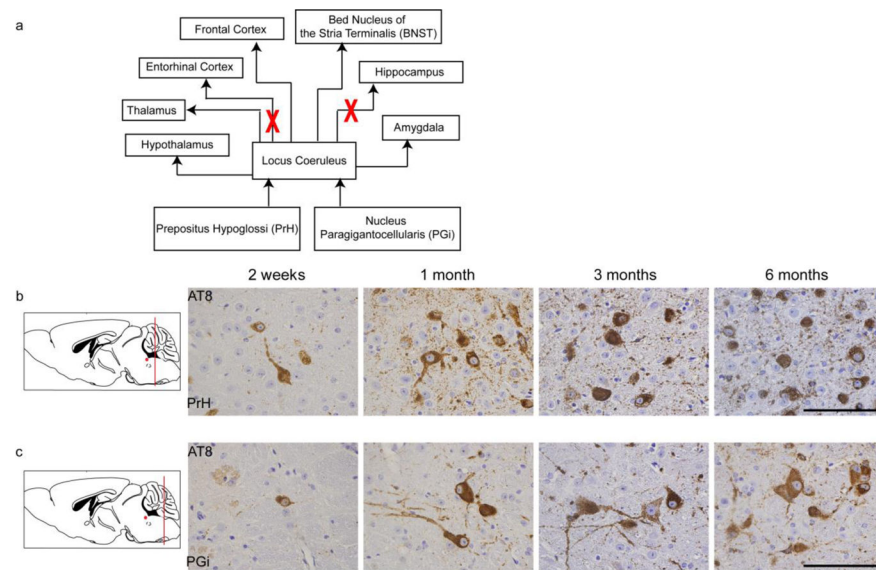 a
Frontal Cortex
Bed Nucleus of
the Stria Terminalis (BNST)
Entorhinal Cortex
Hippocampus
Thalamus
Amygdala
Hypothalamus
Locus Coeruleus
Prepositus Hypoglossi (PrH)
Nucleus
Paragigantocellularis (PGi)
2 weeks
1 month
3 months
6 months
b
AT8
PrH
c
AT8
PGi